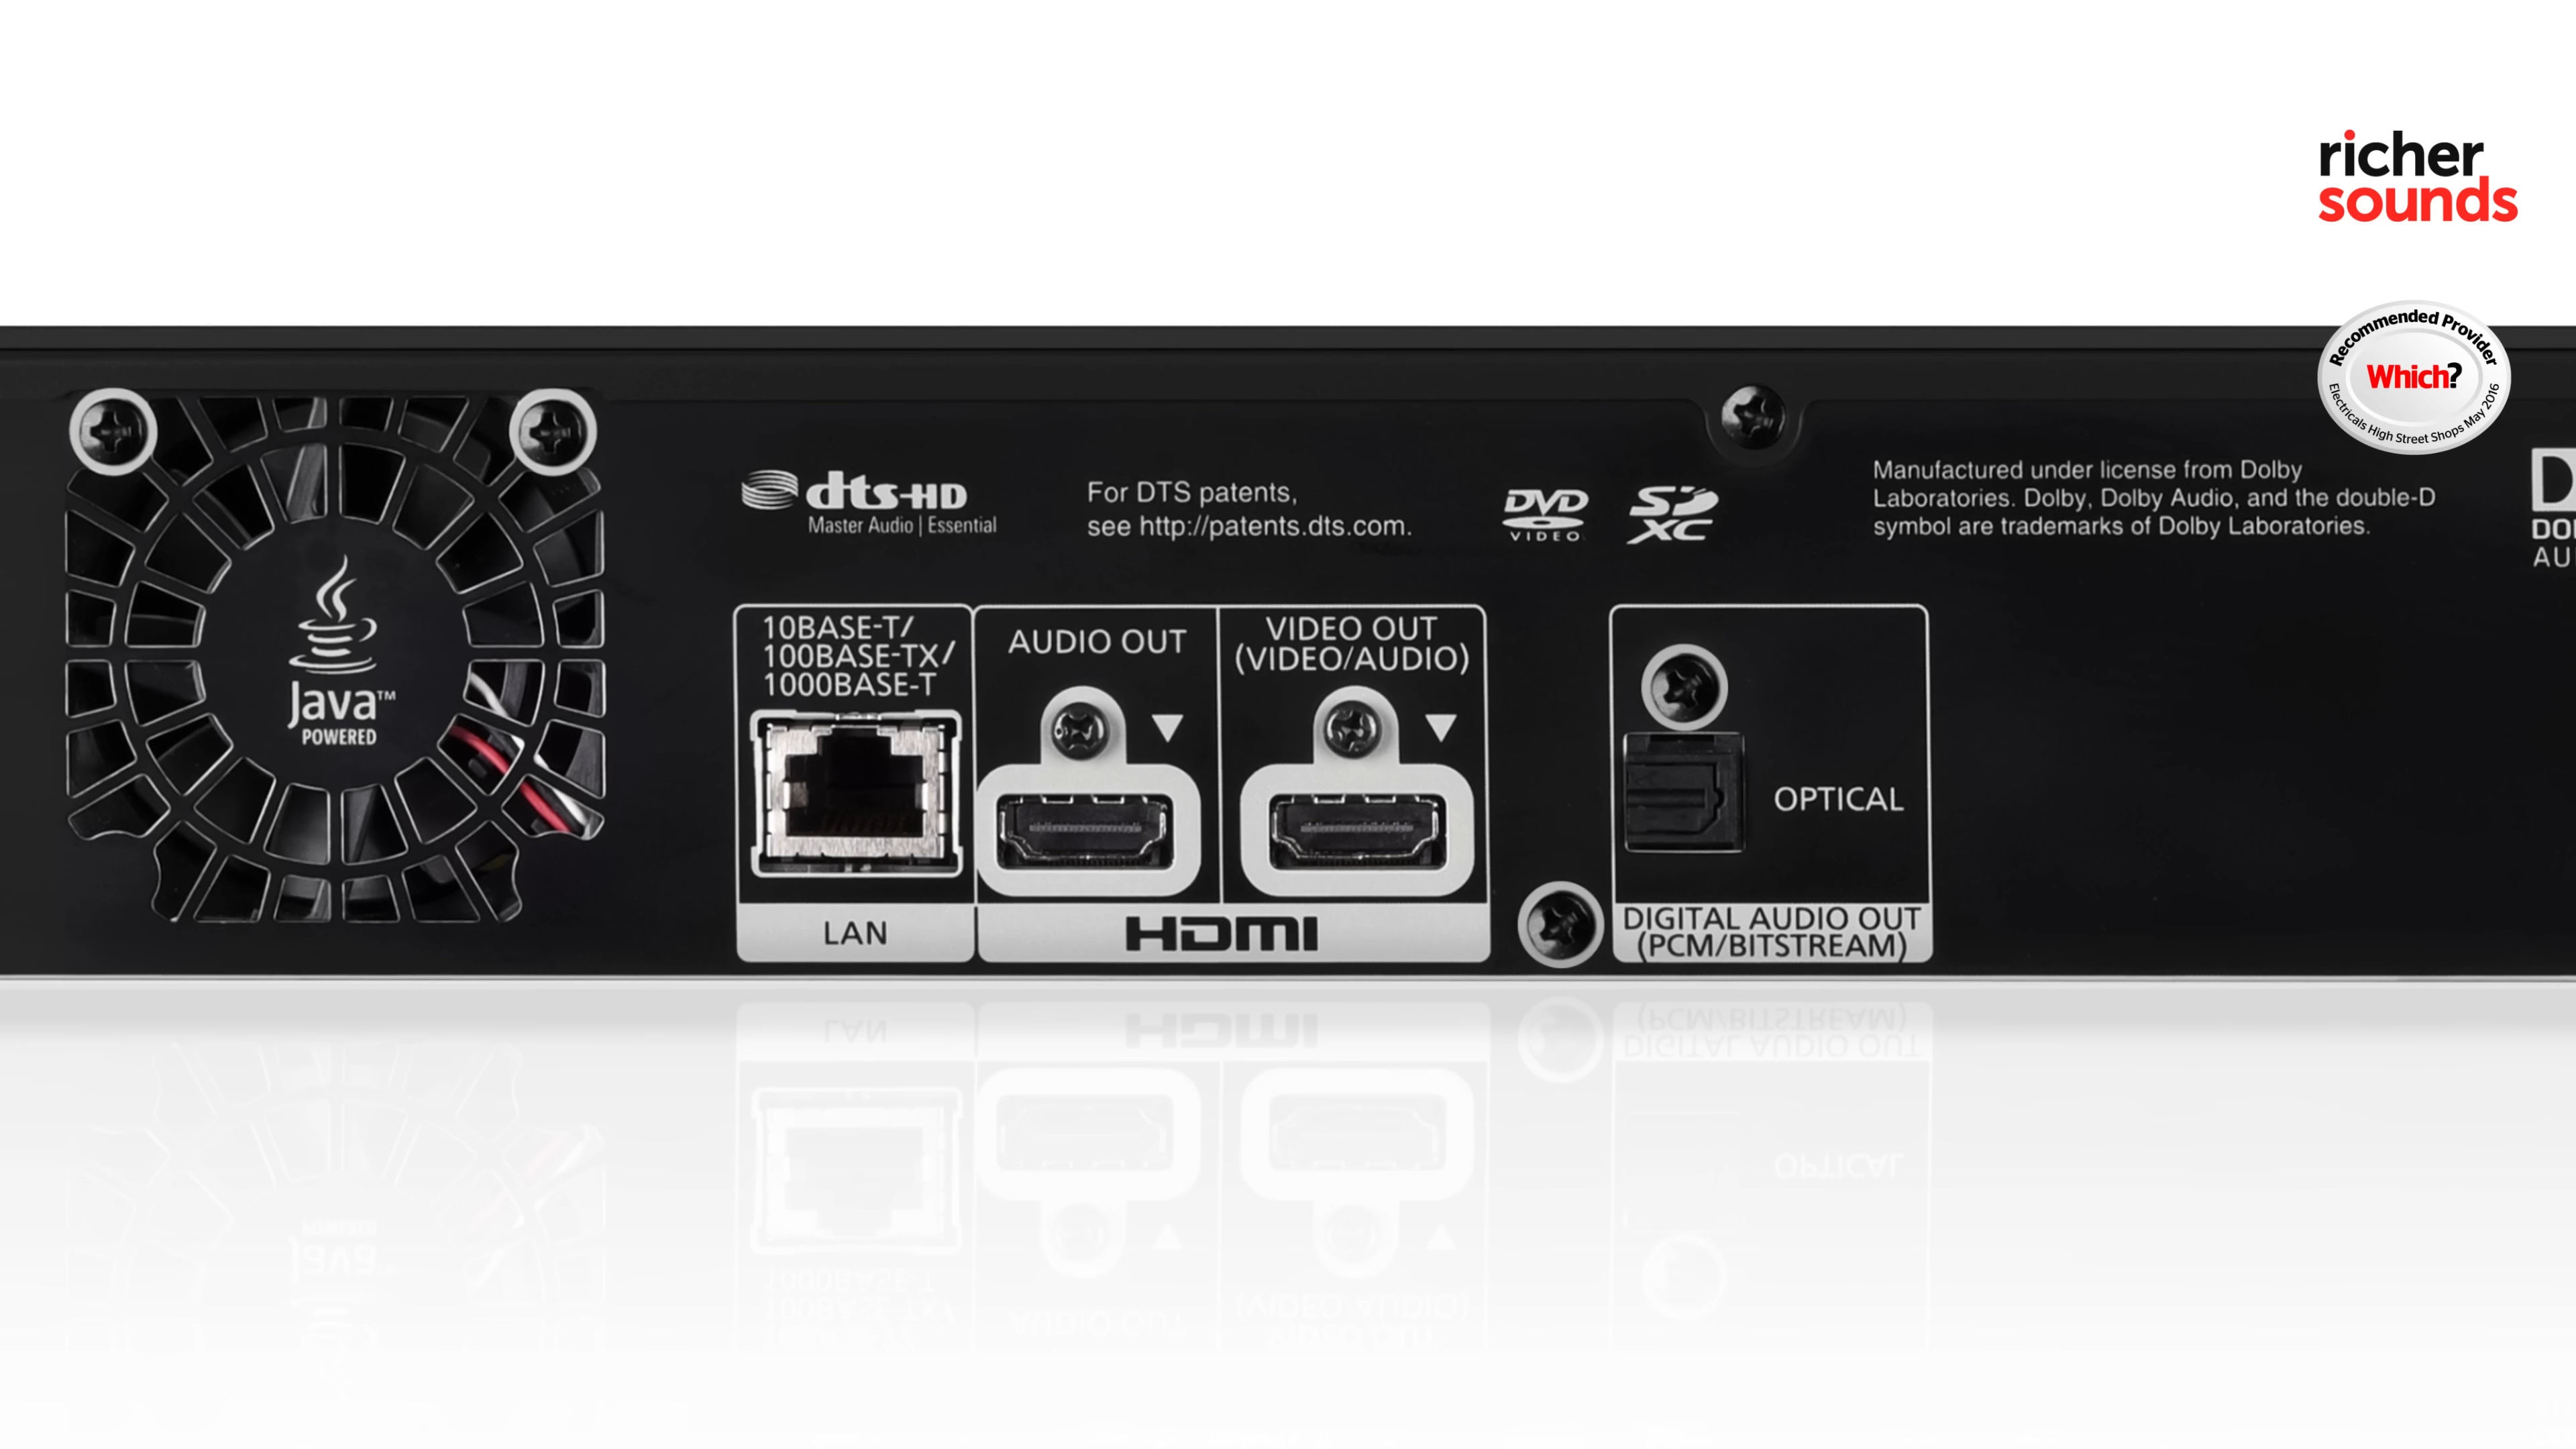 richer
sounds
Recommended Provider
Which?
Electricals High Street Shops May 2016
dts-HD
Master Audio | Essential
For DTS patents,
see http://patents.dts.com.
DVD
VIDEO
SD
XC
Manufactured under license from Dolby
Laboratories. Dolby, Dolby Audio, and the double-D
symbol are trademarks of Dolby Laboratories.
Java™
POWERED
10BASE-T/
100BASE-TX/
1000BASE-T
LAN
AUDIO OUT
VIDEO OUT
(VIDEO/AUDIO)
HDMI
OPTICAL
DIGITAL AUDIO OUT
(PCM/BITSTREAM)